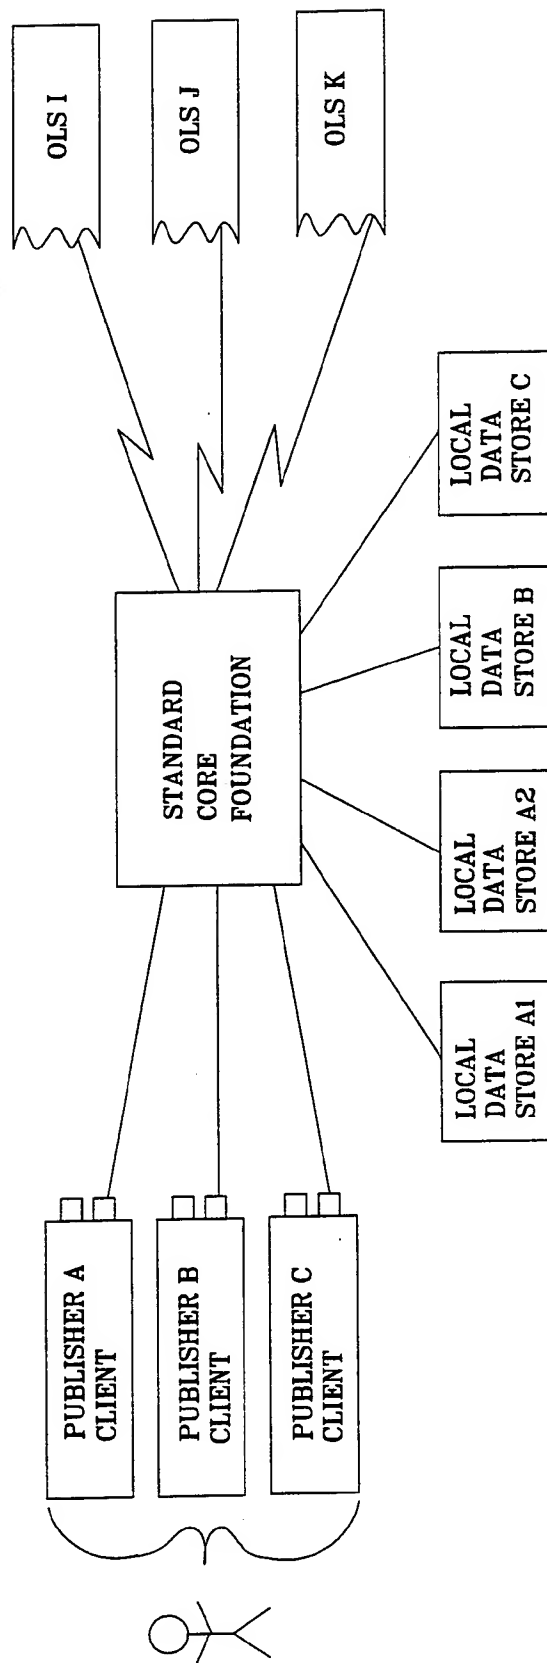 PUBLISHER A
CLIENT
PUBLISHER B
CLIENT
PUBLISHER C
CLIENT
STANDARD
CORE
FOUNDATION
OLS I
OLS J
OLS K
LOCAL
DATA
STORE A1
LOCAL
DATA
STORE A2
LOCAL
DATA
STORE B
LOCAL
DATA
STORE C